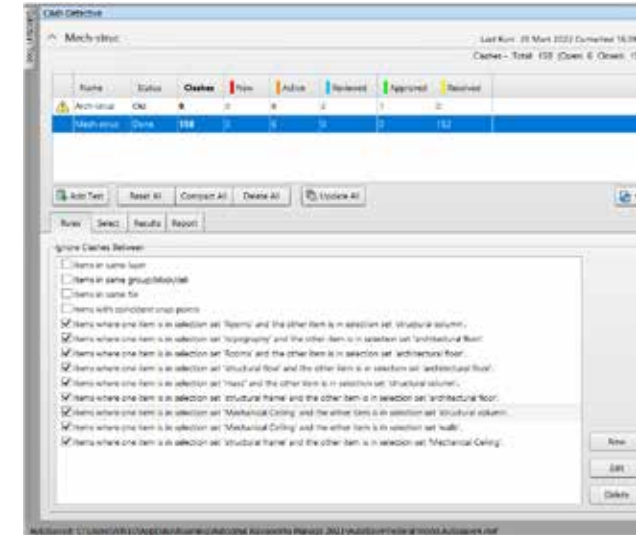 Clash Detective
Mech-struc
Last Run: 20 Mart 2022 Cumartesi 16:09
Clashes - Total: 158 (Open: 6 Closed:
Name Status Clashes New Active Reviewed Approved Resolved
Arch-struc Old
Mech-struc Done 158 0 6 0 0 152
Add Test Reset All Compact All Delete All Update All
Rules Select Results Report
Ignore Clashes Between
Items in same layer
Items in same group/block/cell
Items in same file
Items with coincident snap points
Items where one item is in selection set 'Rooms' and the other item is in selection set 'structural column'.
Items where one item is in selection set 'topography' and the other item is in selection set 'architectural floor'.
Items where one item is in selection set 'Rooms' and the other item is in selection set 'architectural floor'.
Items where one item is in selection set 'structural floor' and the other item is in selection set 'architectural floor'.
Items where one item is in selection set 'mass' and the other item is in selection set 'structural column'.
Items where one item is in selection set 'structural frame' and the other item is in selection set 'architectural floor'.
Items where one item is in selection set 'Mechanical Ceiling' and the other item is in selection set 'structural column'.
Items where one item is in selection set 'Mechanical Ceiling' and the other item is in selection set 'walls'.
Items where one item is in selection set 'structural frame' and the other item is in selection set 'Mechanical Ceiling'.
New
Edit
Delete